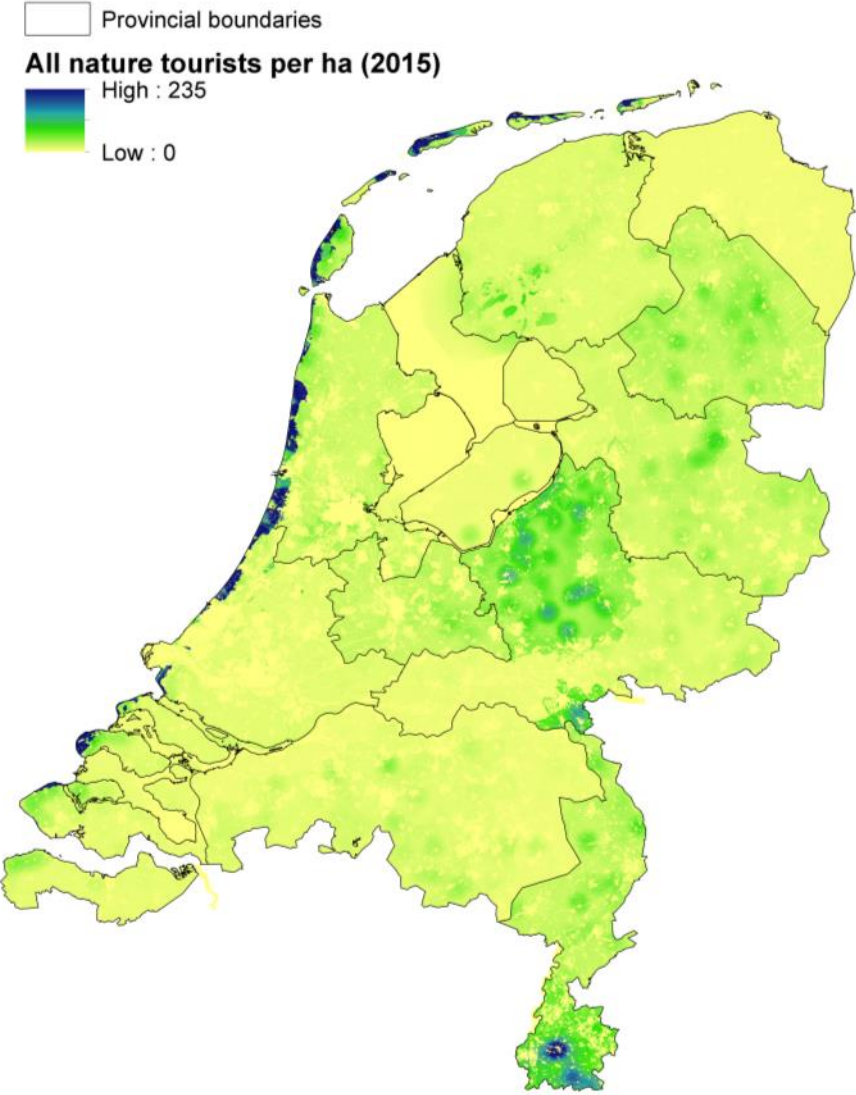 Provincial boundaries
All nature tourists per ha (2015)
High : 235
Low : 0